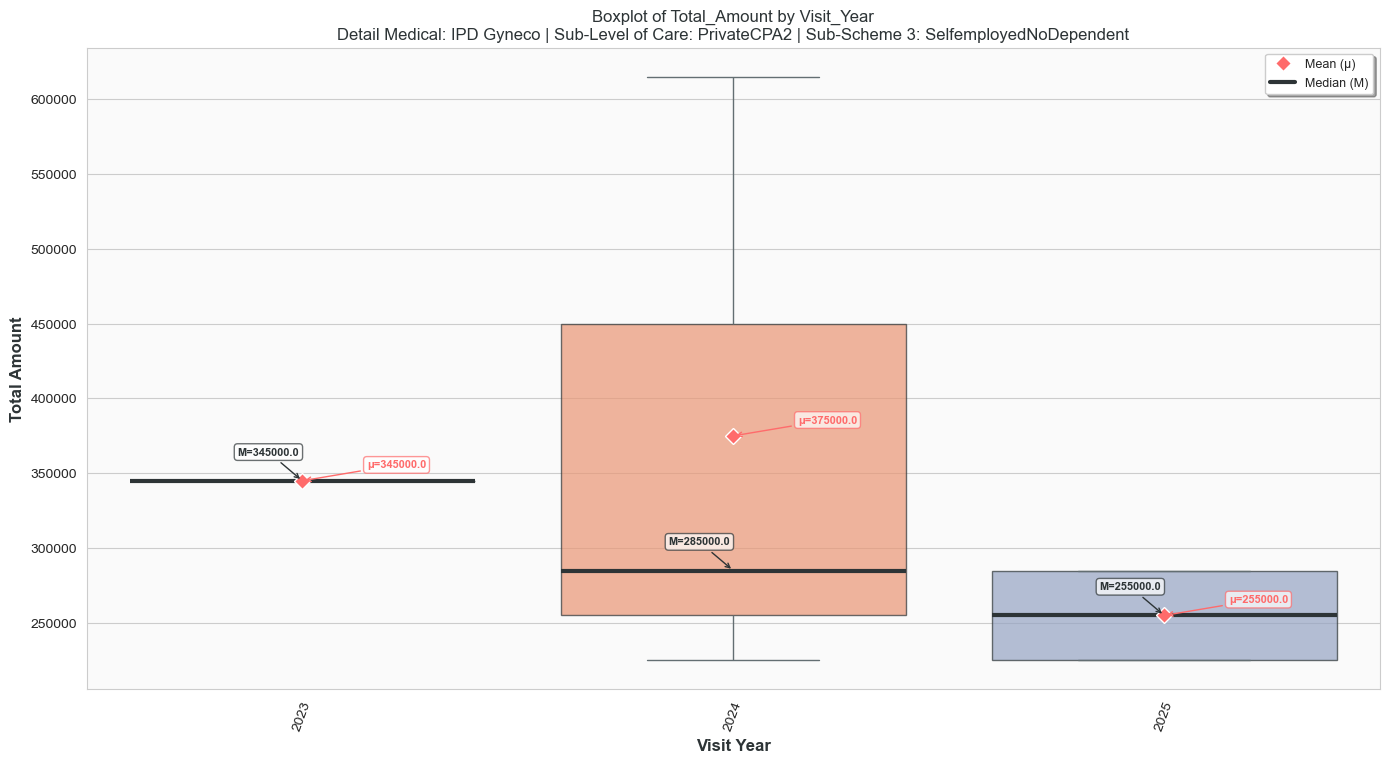 Boxplot of Total_Amount by Visit_Year
Detail Medical: IPD Gyneco | Sub-Level of Care: PrivateCPA2 | Sub-Scheme 3: SelfemployedNoDependent
Mean (μ)
Median (M)
Total Amount
600000
550000
500000
450000
400000
350000
300000
250000
M=345000.0
μ=345000.0
μ=375000.0
M=285000.0
M=255000.0
μ=255000.0
2023
2024
2025
Visit Year